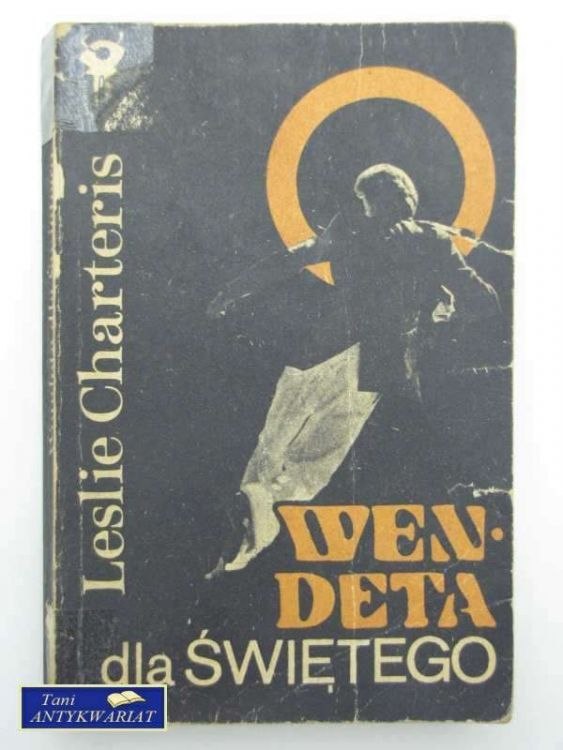 Leslie Charteris
WEN-
DETA
dla ŚWIĘTEGO
Tani
ANTYKWARIAT